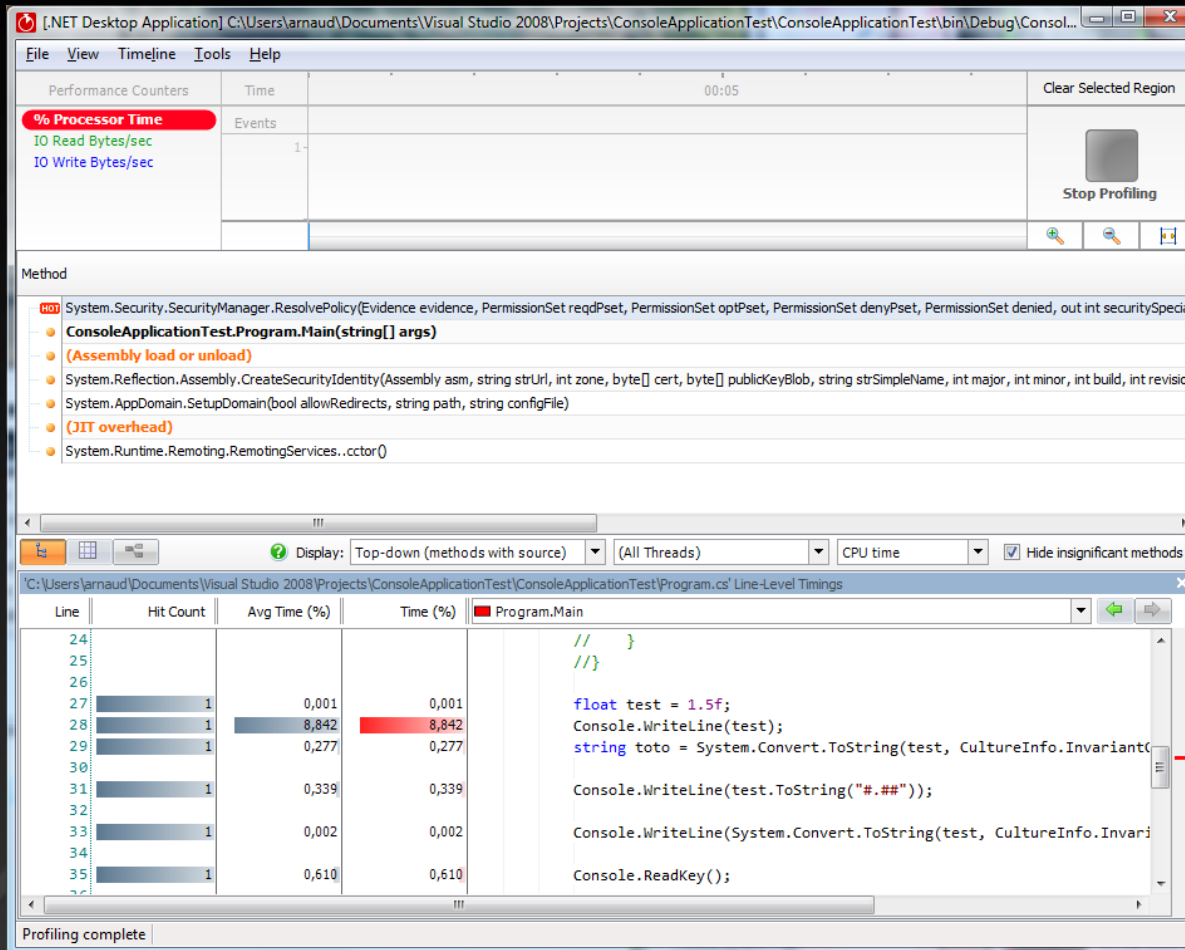 [.NET Desktop Application] C:\Users\arnaud\Documents\Visual Studio 2008\Projects\ConsoleApplicationTest\ConsoleApplicationTest\bin\Debug\Consol...
File View Timeline Tools Help
Performance Counters Time 00:05 Clear Selected Region
% Processor Time Events
IO Read Bytes/sec 1
IO Write Bytes/sec
Stop Profiling
Method
HOT System.Security.SecurityManager.ResolvePolicy(Evidence evidence, PermissionSet reqdPset, PermissionSet optPset, PermissionSet denyPset, PermissionSet denied, out int securitySpecia
ConsoleApplicationTest.Program.Main(string[] args)
(Assembly load or unload)
System.Reflection.Assembly.CreateSecurityIdentity(Assembly asm, string strUrl, int zone, byte[] cert, byte[] publicKeyBlob, string strSimpleName, int major, int minor, int build, int revisio
System.AppDomain.SetupDomain(bool allowRedirects, string path, string configFile)
(JIT overhead)
System.Runtime.Remoting.RemotingServices..cctor()
Display: Top-down (methods with source) (All Threads) CPU time Hide insignificant methods
'C:\Users\arnaud\Documents\Visual Studio 2008\Projects\ConsoleApplicationTest\ConsoleApplicationTest\Program.cs' Line-Level Timings
Line Hit Count Avg Time (%) Time (%) Program.Main
24 // }
25 //}
26
27 1 0,001 0,001 float test = 1.5f;
28 1 8,842 8,842 Console.WriteLine(test);
29 1 0,277 0,277 string toto = System.Convert.ToString(test, CultureInfo.InvariantC
30
31 1 0,339 0,339 Console.WriteLine(test.ToString("#.##"));
32
33 1 0,002 0,002 Console.WriteLine(System.Convert.ToString(test, CultureInfo.Invari
34
35 1 0,610 0,610 Console.ReadKey();
Profiling complete